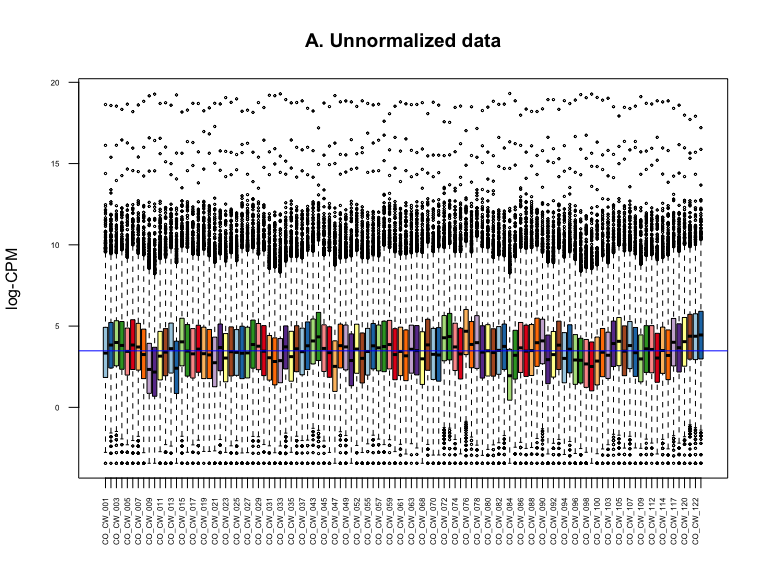 A. Unnormalized data
log-CPM
20
15
10
5
0
CO_CW_001
CO_CW_003
CO_CW_005
CO_CW_007
CO_CW_009
CO_CW_011
CO_CW_013
CO_CW_015
CO_CW_017
CO_CW_019
CO_CW_021
CO_CW_023
CO_CW_025
CO_CW_027
CO_CW_029
CO_CW_031
CO_CW_033
CO_CW_035
CO_CW_037
CO_CW_043
CO_CW_045
CO_CW_047
CO_CW_049
CO_CW_052
CO_CW_055
CO_CW_057
CO_CW_059
CO_CW_061
CO_CW_063
CO_CW_068
CO_CW_070
CO_CW_072
CO_CW_074
CO_CW_076
CO_CW_078
CO_CW_080
CO_CW_082
CO_CW_084
CO_CW_086
CO_CW_088
CO_CW_090
CO_CW_092
CO_CW_094
CO_CW_096
CO_CW_098
CO_CW_100
CO_CW_103
CO_CW_105
CO_CW_107
CO_CW_109
CO_CW_112
CO_CW_114
CO_CW_117
CO_CW_120
CO_CW_122